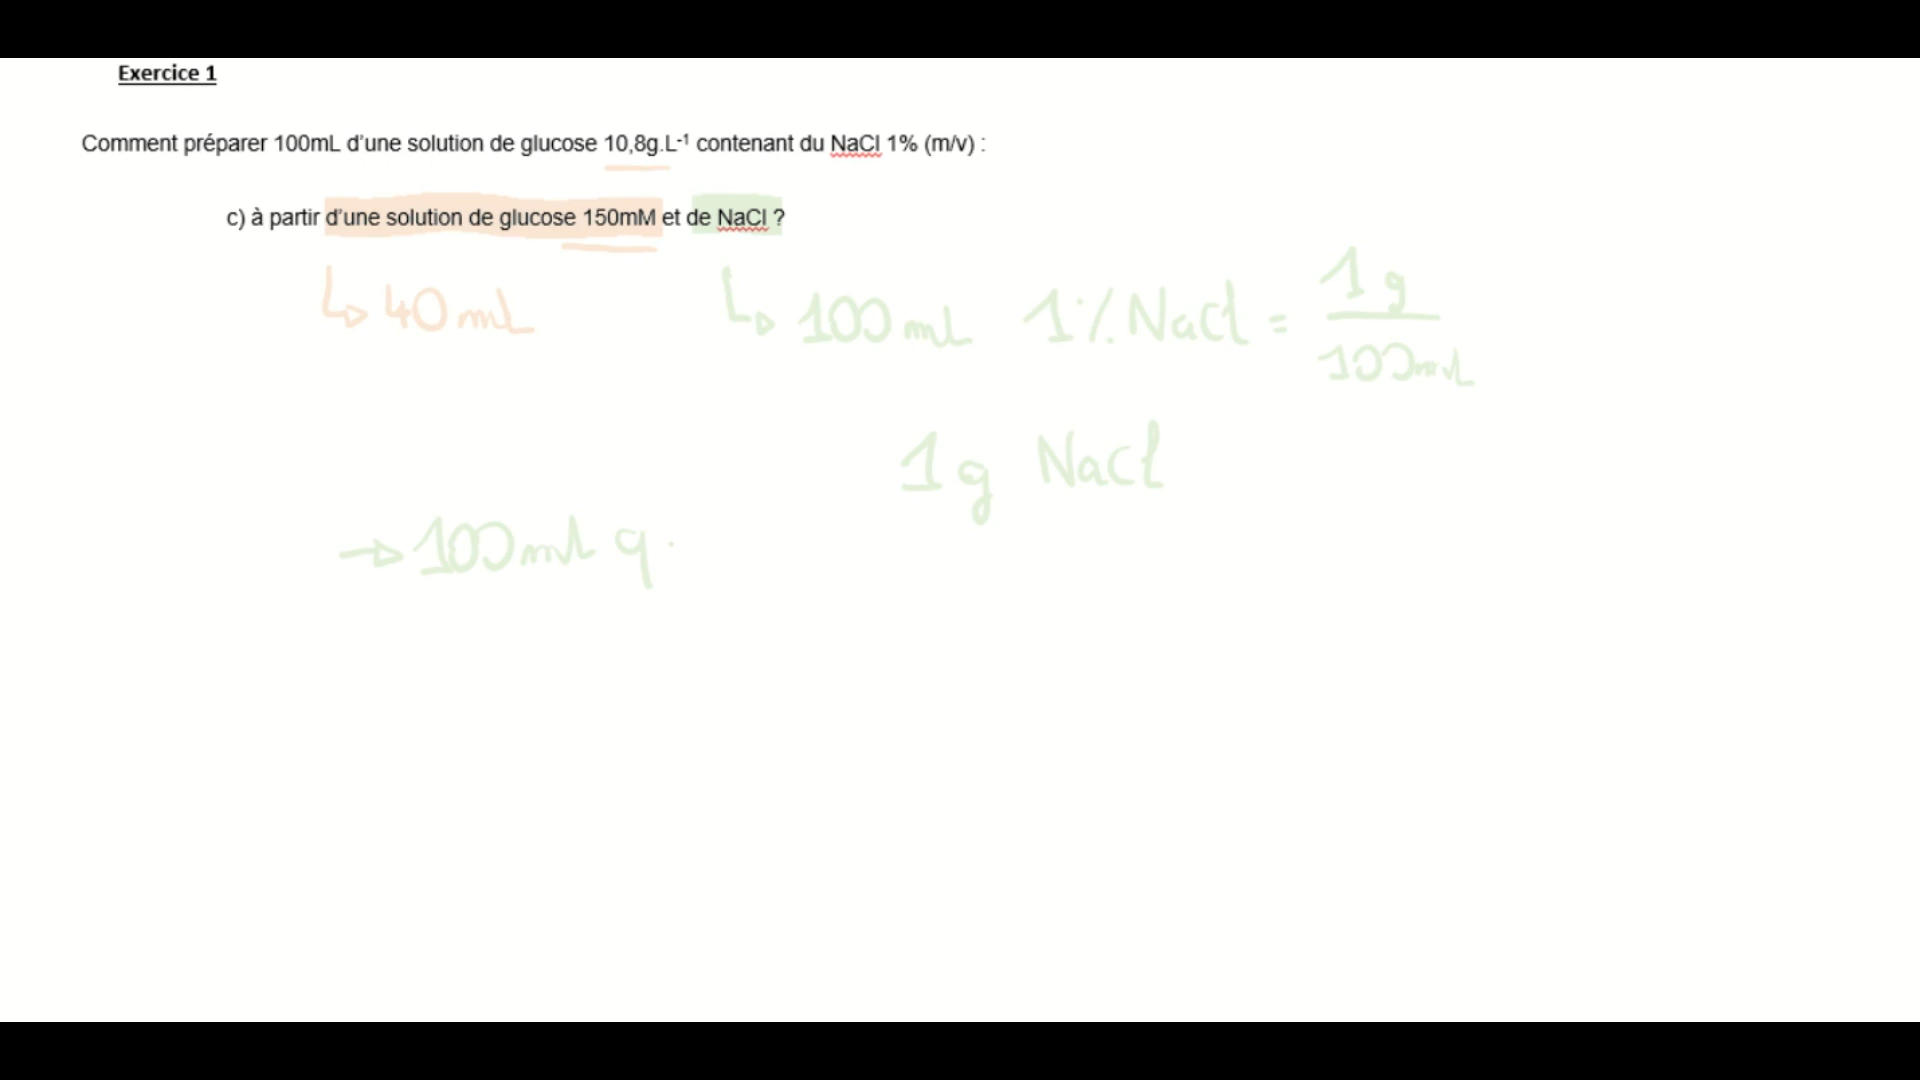 Exercice 1
Comment préparer 100mL d'une solution de glucose 10,8g.L⁻¹ contenant du NaCl 1% (m/v) :
c) à partir d'une solution de glucose 150mM et de NaCl ?
↳ 40 mL
↳ 100 mL 1% NaCl = 1g / 100mL
1g NaCl
→ 100 mL q.